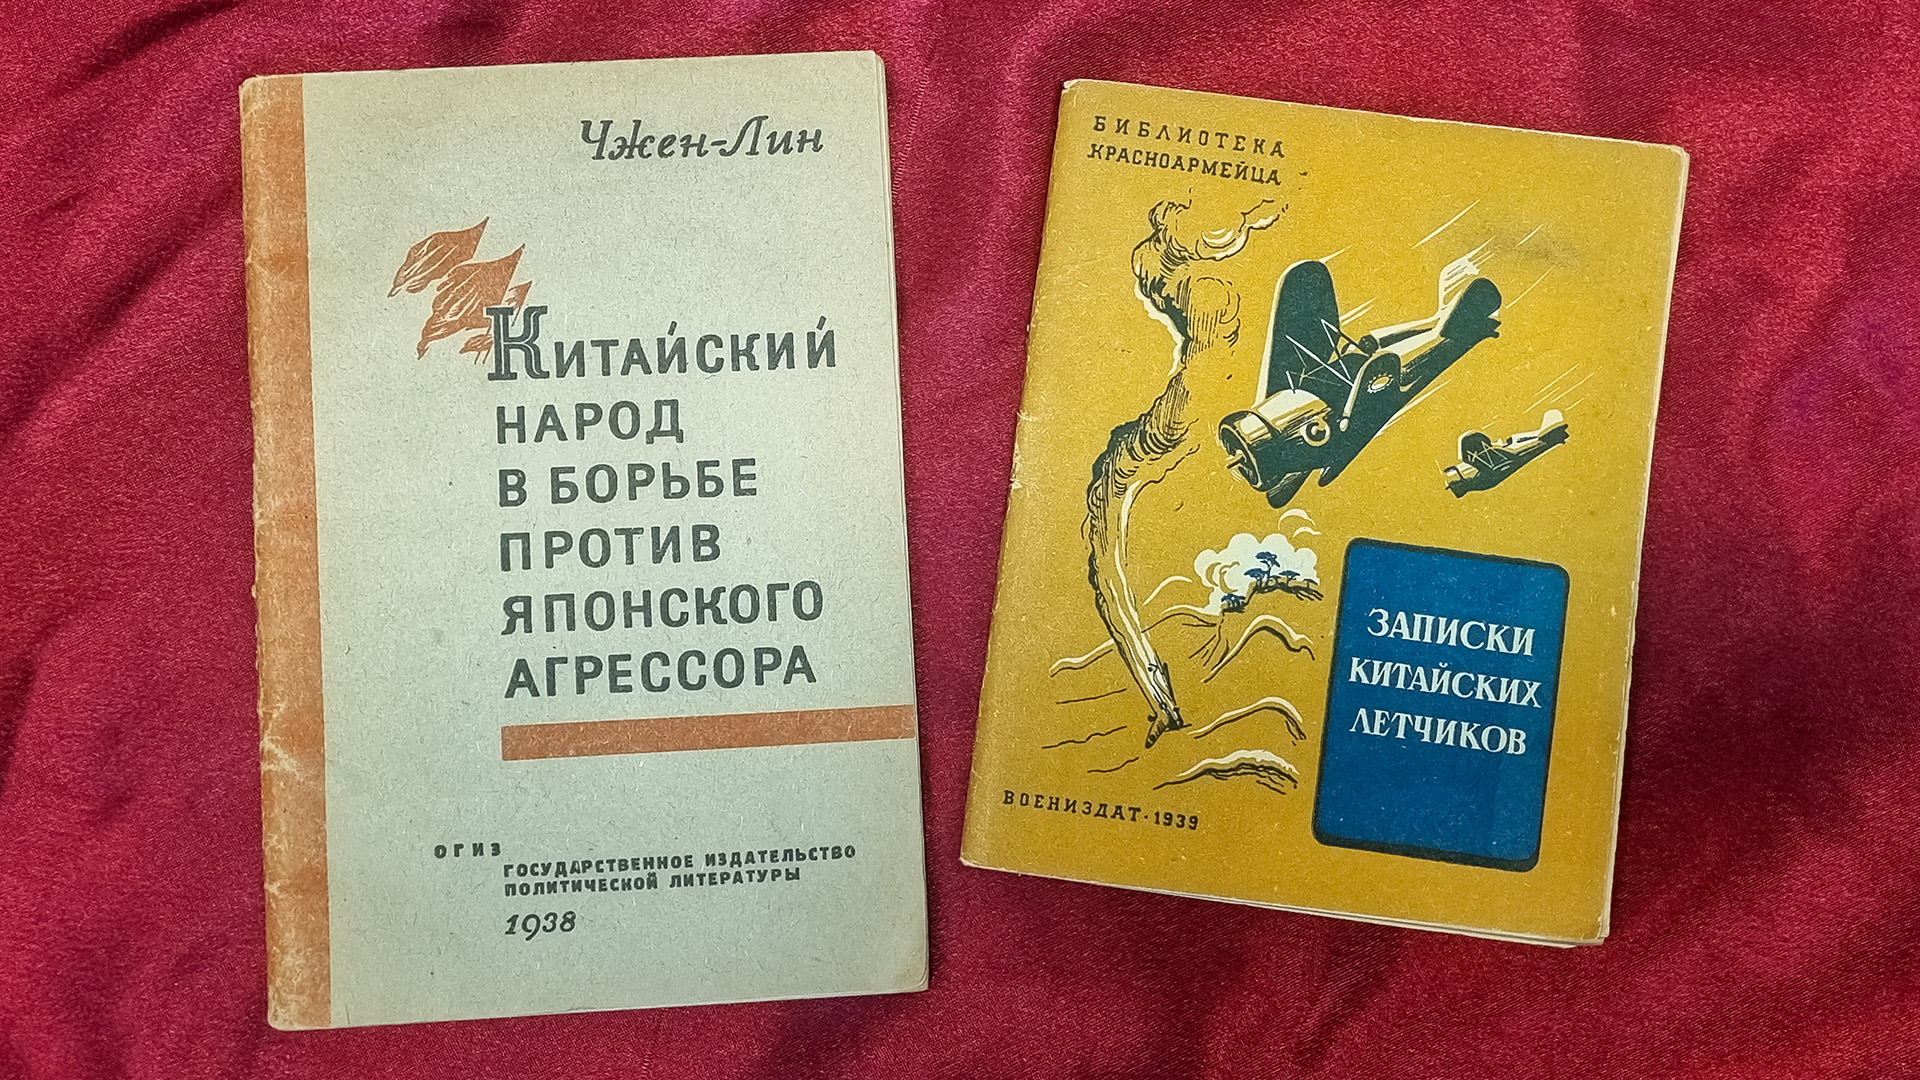 Чжен-Лин
Китайский
народ
в борьбе
против
японского
агрессора
ОГИЗ
ГОСУДАРСТВЕННОЕ ИЗДАТЕЛЬСТВО
ПОЛИТИЧЕСКОЙ ЛИТЕРАТУРЫ
1938
БИБЛИОТЕКА
КРАСНОАРМЕЙЦА
ЗАПИСКИ
КИТАЙСКИХ
ЛЕТЧИКОВ
ВОЕНИЗДАТ·1939